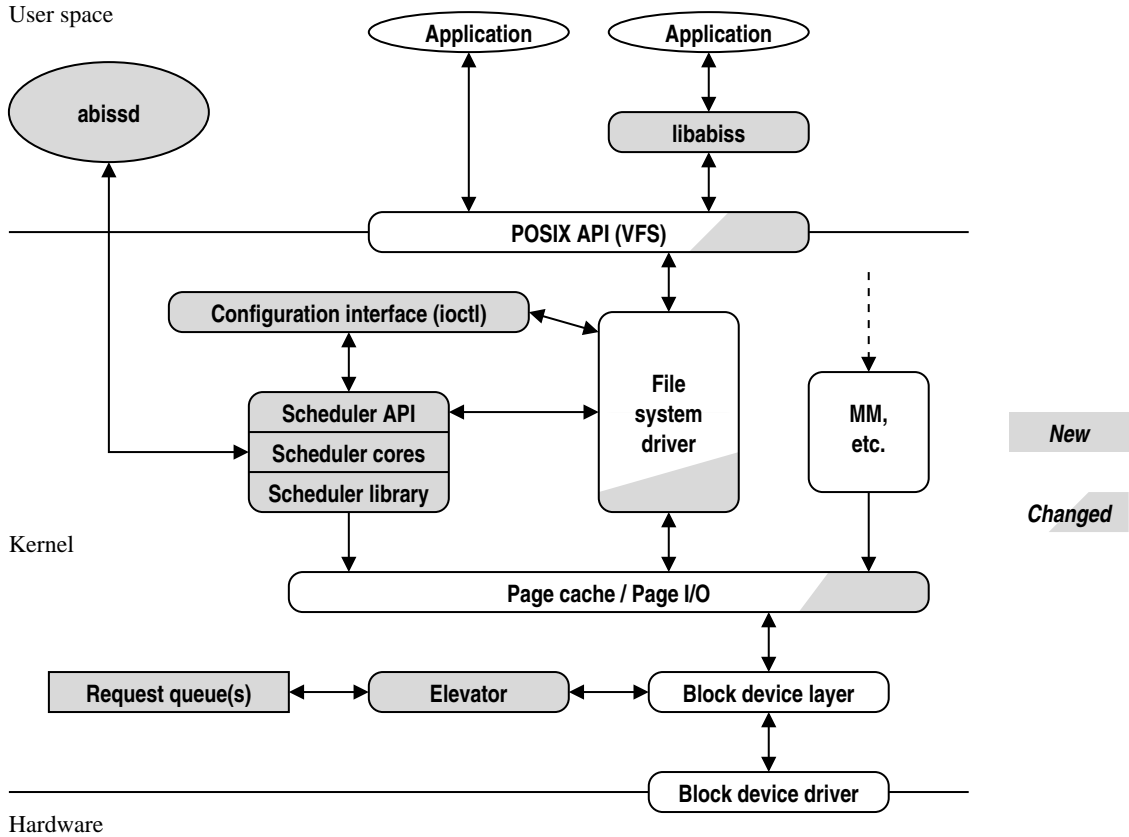 User space
Application
Application
abissd
libabiss
POSIX API (VFS)
Configuration interface (ioctl)
File
system
driver
Scheduler API
Scheduler cores
Scheduler library
MM,
etc.
New
Changed
Kernel
Page cache / Page I/O
Request queue(s)
Elevator
Block device layer
Block device driver
Hardware